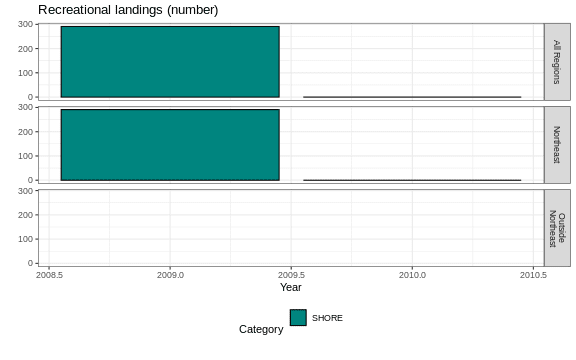 Recreational landings (number)
300
200
100
0
All Regions
300
200
100
0
Northeast
300
200
100
0
Outside
Northeast
2008.5 2009.0 2009.5 2010.0 2010.5
Year
Category SHORE